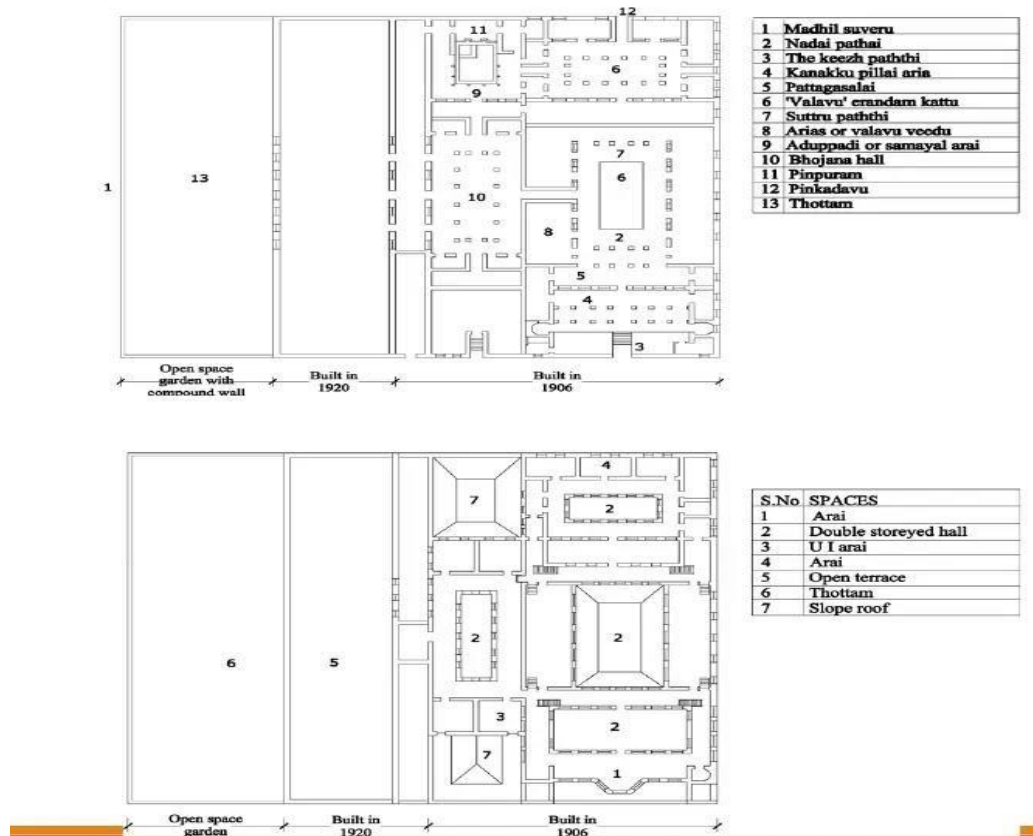 12
11
6
9
7
6
1
13
10
8
2
5
4
3
Open space
garden with
compound wall
Built in
1920
Built in
1906
1 Madhil suveru
2 Nadai pathai
3 The keezh paththi
4 Kanakku pillai aria
5 Pattagasalai
6 'Valavu' erandam kattu
7 Suttru paththi
8 Arias or valavu veedu
9 Aduppadi or samayal arai
10 Bhojana hall
11 Pinpuram
12 Pinkadavu
13 Thottam
4
7
2
2
2
6
5
3
2
7
1
Open space
garden
Built in
1920
Built in
1906
S.No SPACES
1 Arai
2 Double storeyed hall
3 U I arai
4 Arai
5 Open terrace
6 Thottam
7 Slope roof